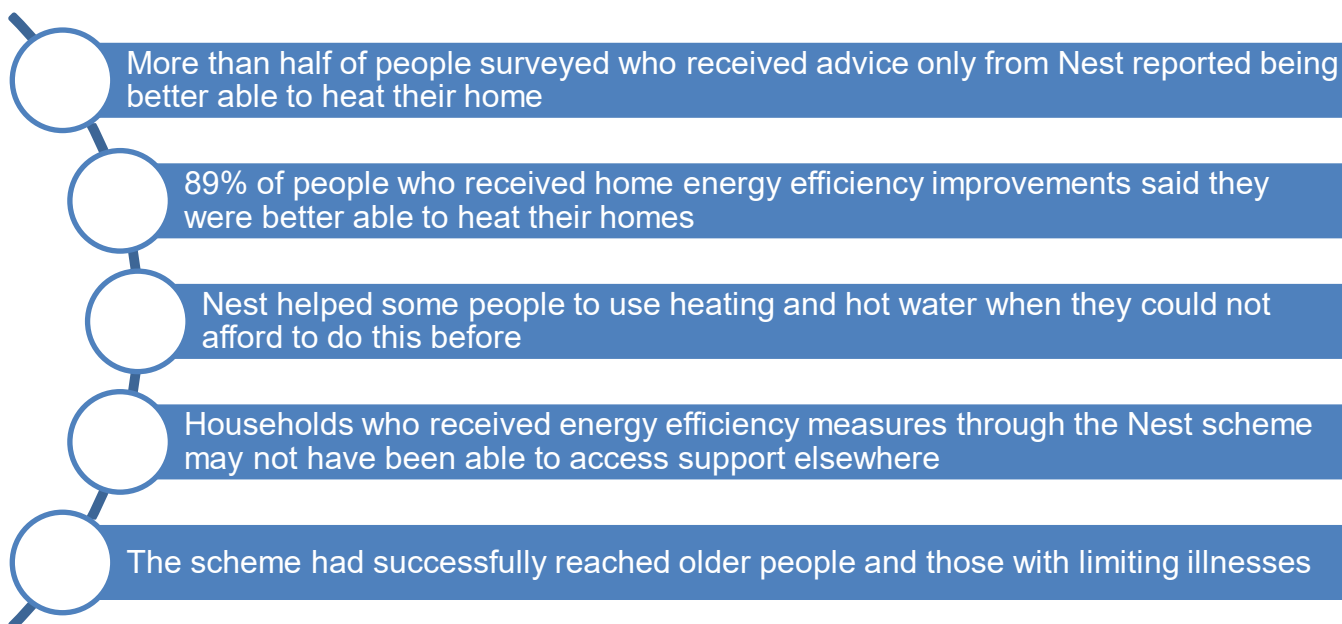 More than half of people surveyed who received advice only from Nest reported being
better able to heat their home
89% of people who received home energy efficiency improvements said they
were better able to heat their homes
Nest helped some people to use heating and hot water when they could not
afford to do this before
Households who received energy efficiency measures through the Nest scheme
may not have been able to access support elsewhere
The scheme had successfully reached older people and those with limiting illnesses